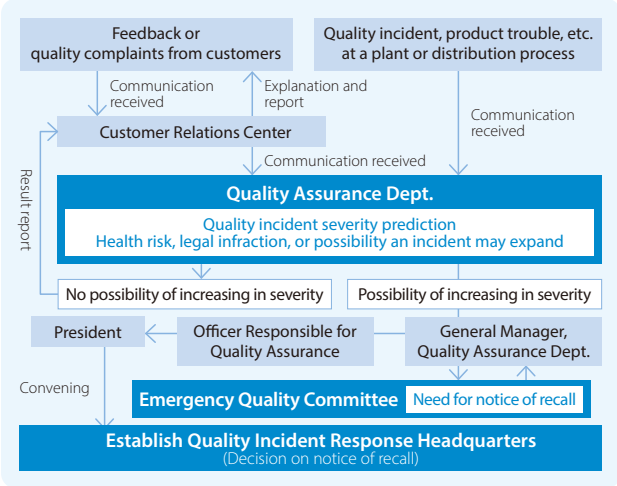 Feedback or
quality complaints from customers
Quality incident, product trouble, etc.
at a plant or distribution process
Communication
received
Explanation and
report
Communication
received
Customer Relations Center
Communication received
Result report
Quality Assurance Dept.
Quality incident severity prediction
Health risk, legal infraction, or possibility an incident may expand
No possibility of increasing in severity
Possibility of increasing in severity
President
Officer Responsible for
Quality Assurance
General Manager,
Quality Assurance Dept.
Convening
Emergency Quality Committee
Need for notice of recall
Establish Quality Incident Response Headquarters
(Decision on notice of recall)